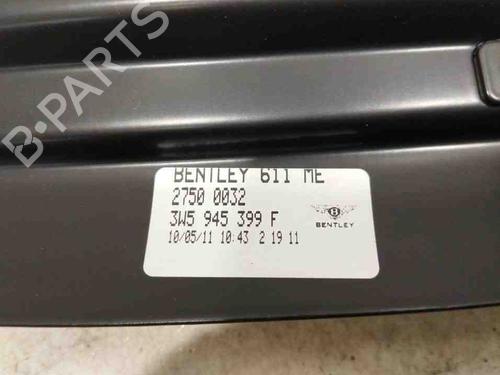 B-PARTS
BENTLEY 611 ME
2750 0032
3W5 945 399 F
10/05/11 10:43 2 19 11
B
BENTLEY